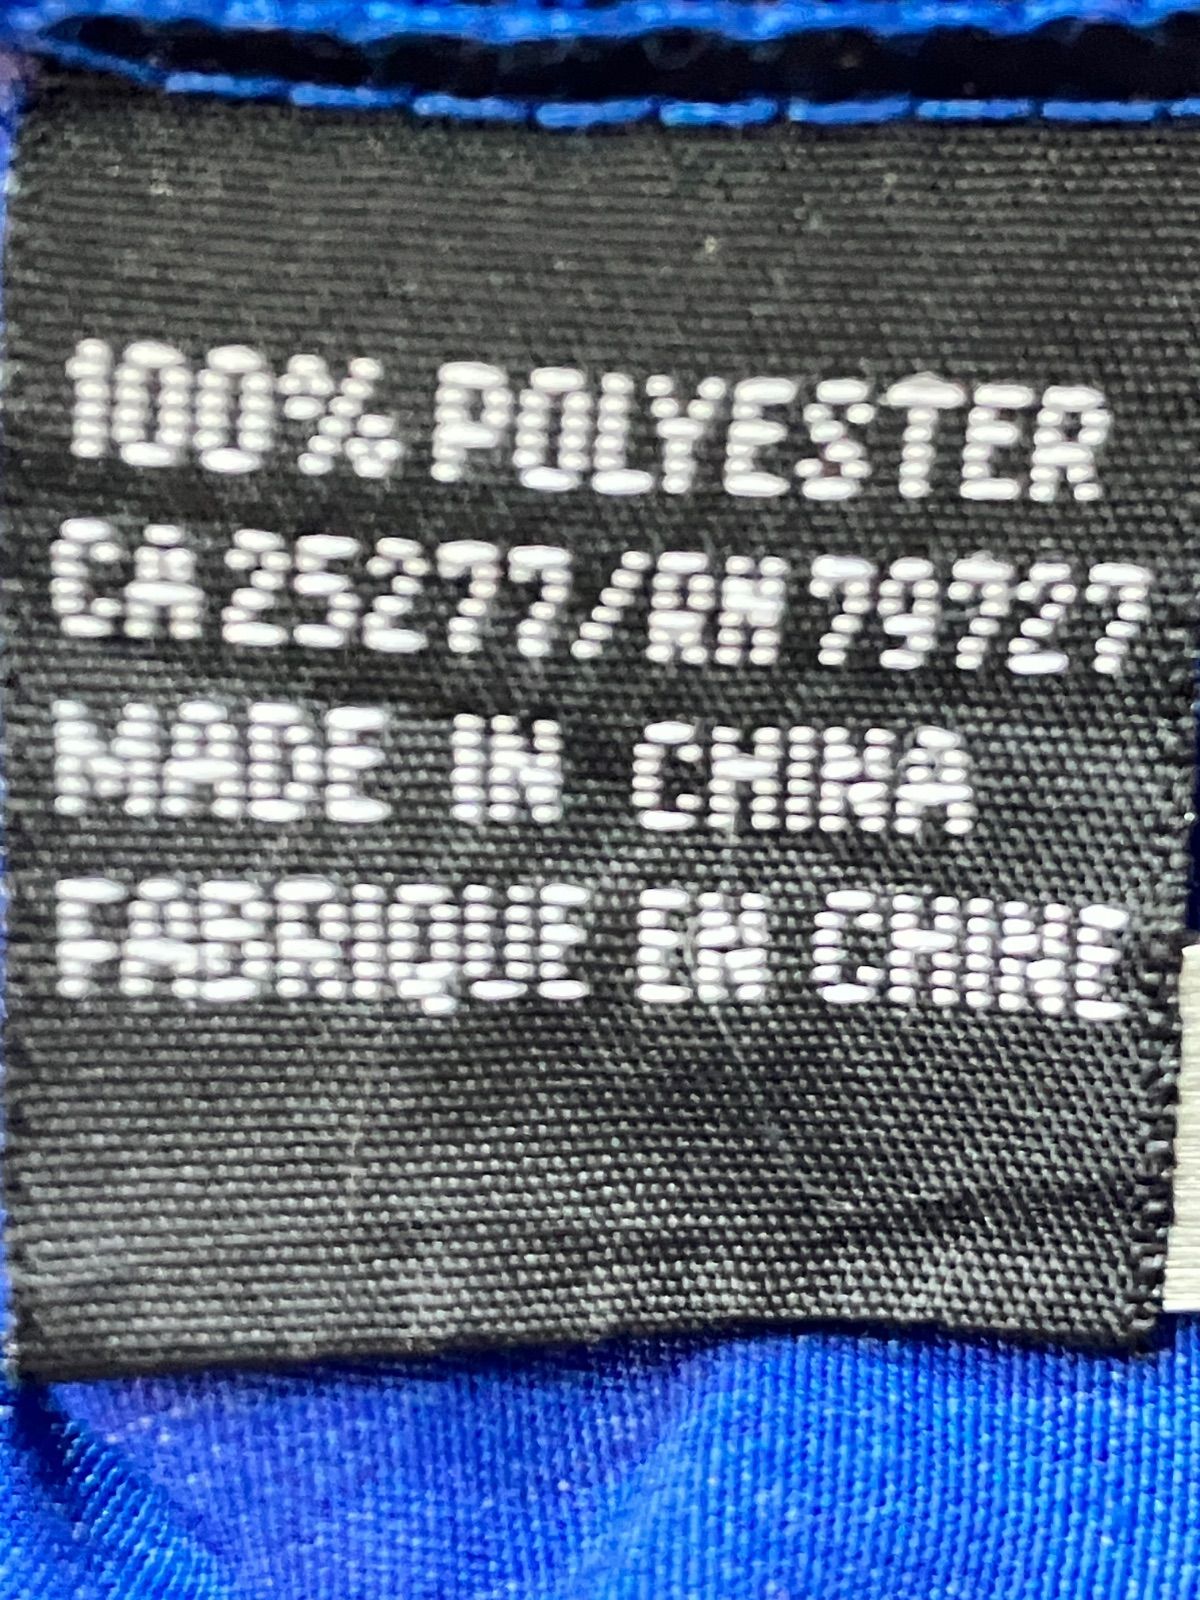 100% POLYESTER
CA 25277/RN 79727
MADE IN CHINA
FABRIQUE EN CHINE